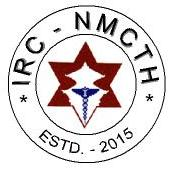 * IRC - NMCTH *
ESTD. - 2015